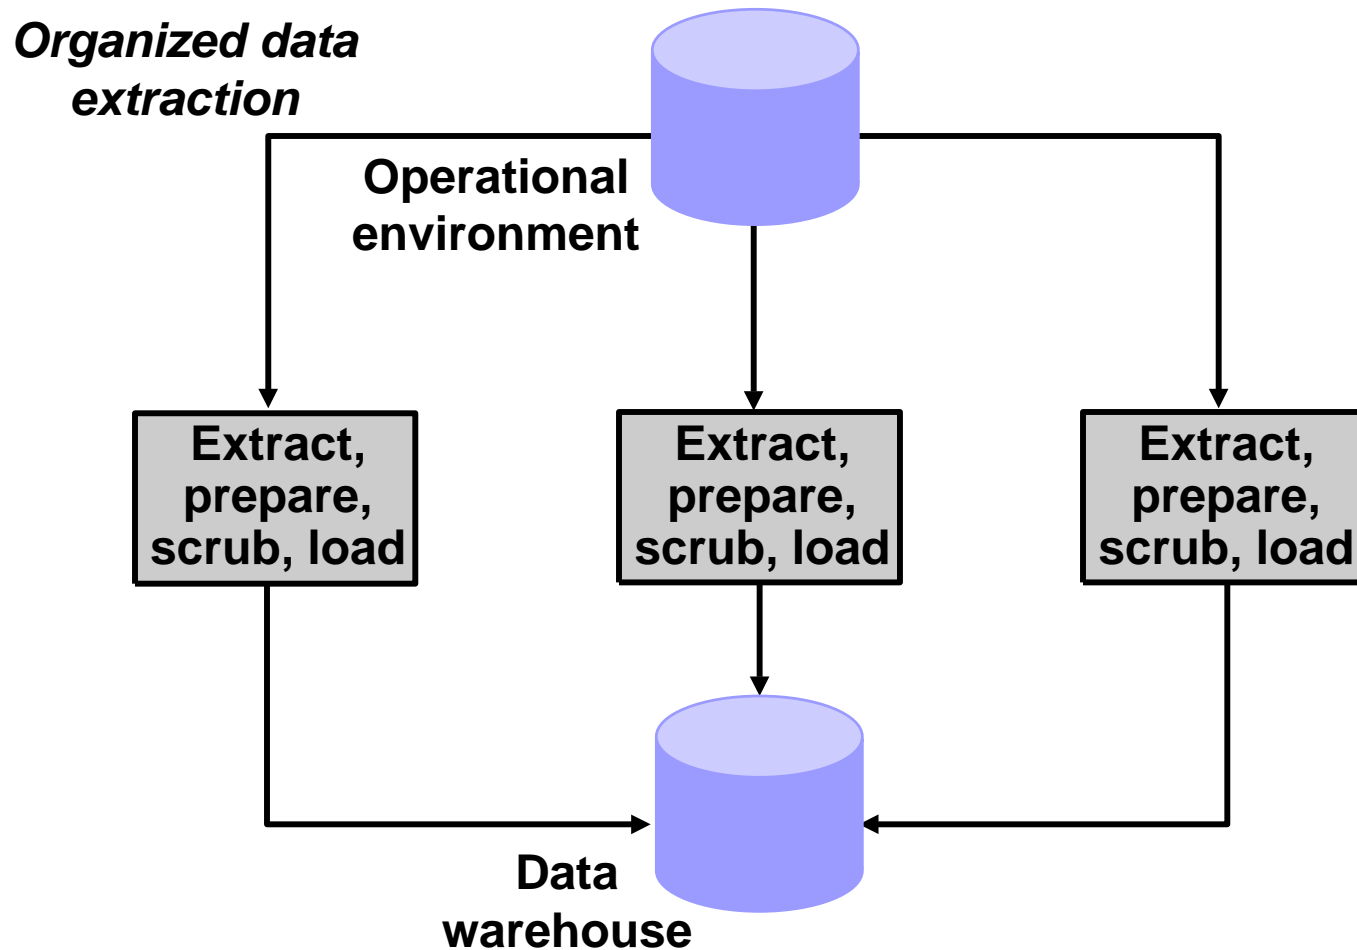 Organized data
extraction
Operational
environment
Extract,
prepare,
scrub, load
Extract,
prepare,
scrub, load
Extract,
prepare,
scrub, load
Data
warehouse